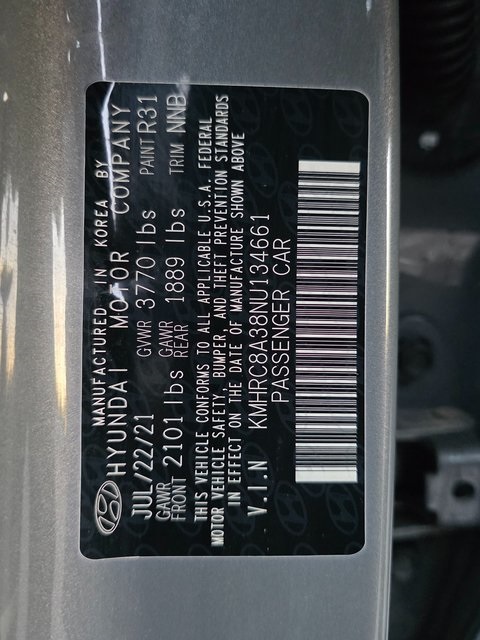 MANUFACTURED IN KOREA BY
HYUNDAI MOTOR COMPANY
JUL/22/21 GVWR 3770 lbs PAINT R31
GAWR FRONT 2101 lbs GAWR REAR 1889 lbs TRIM NNB
THIS VEHICLE CONFORMS TO ALL APPLICABLE U.S.A. FEDERAL
MOTOR VEHICLE SAFETY, BUMPER, AND THEFT PREVENTION STANDARDS
IN EFFECT ON THE DATE OF MANUFACTURE SHOWN ABOVE
V.I.N KMHRC8A38NU134661
PASSENGER CAR